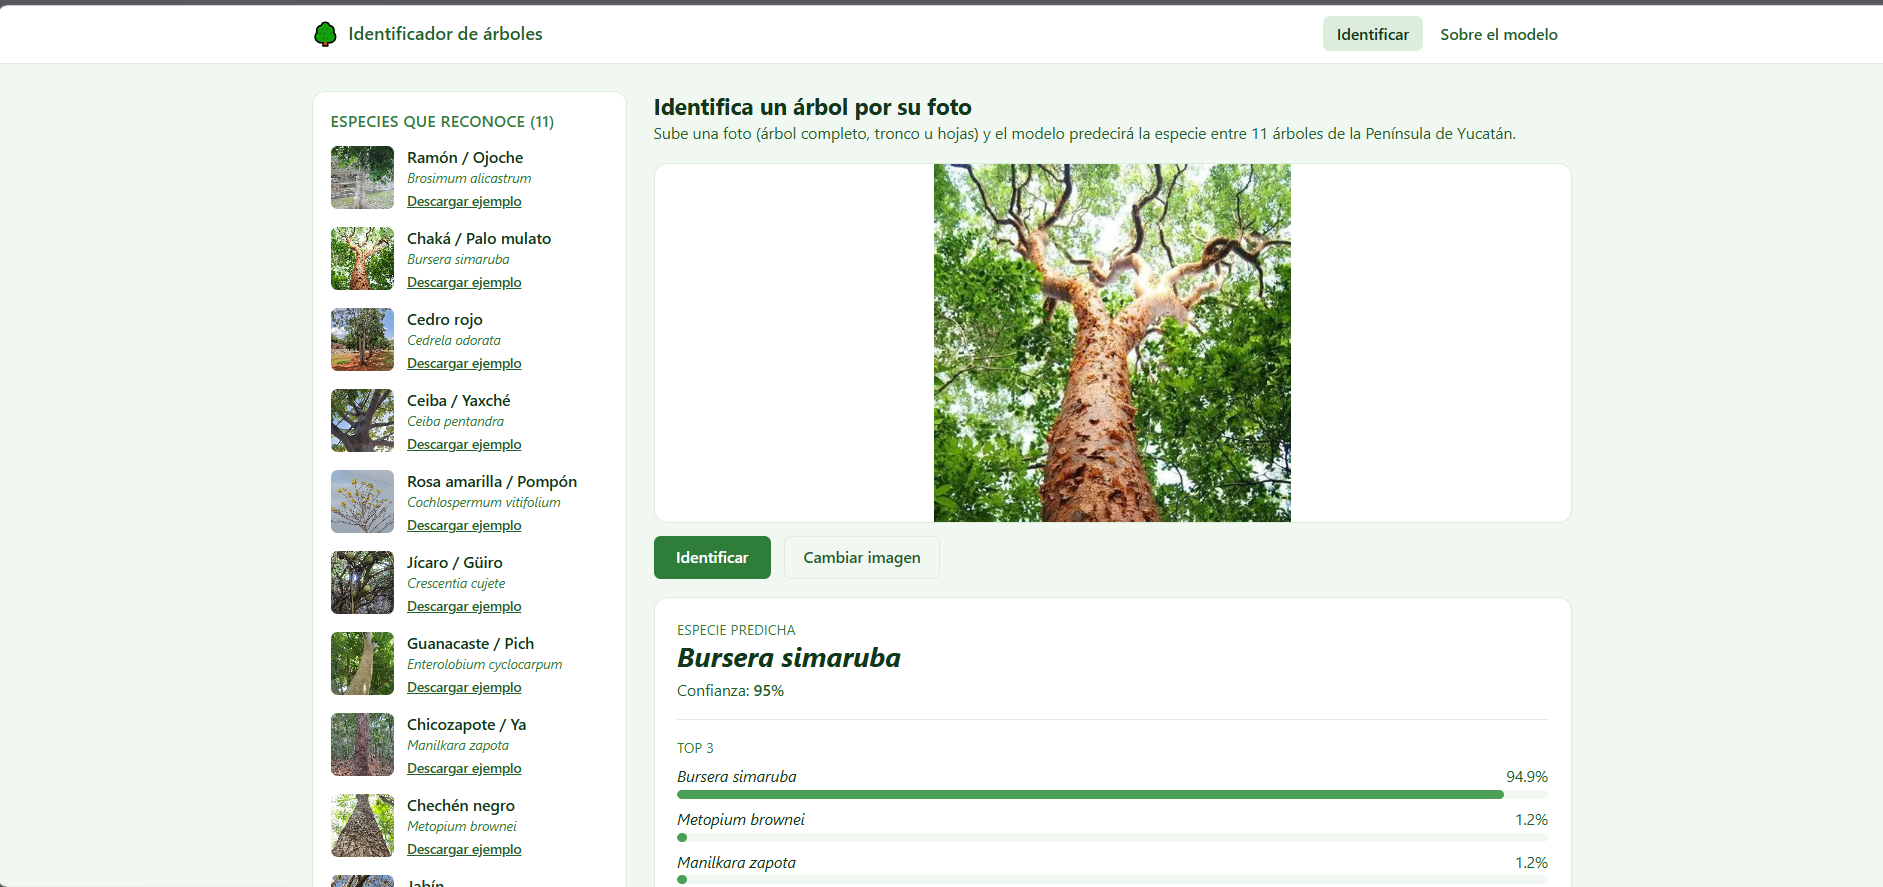 Identificador de árboles
Identificar
Sobre el modelo
ESPECIES QUE RECONOCE (11)
Ramón / Ojoche
Brosimum alicastrum
Descargar ejemplo
Chaká / Palo mulato
Bursera simaruba
Descargar ejemplo
Cedro rojo
Cedrela odorata
Descargar ejemplo
Ceiba / Yaxché
Ceiba pentandra
Descargar ejemplo
Rosa amarilla / Pompón
Cochlospermum vitifolium
Descargar ejemplo
Jícaro / Güiro
Crescentia cujete
Descargar ejemplo
Guanacaste / Pich
Enterolobium cyclocarpum
Descargar ejemplo
Chicozapote / Ya
Manilkara zapota
Descargar ejemplo
Chechén negro
Metopium brownei
Descargar ejemplo
Jabín
Identifica un árbol por su foto
Sube una foto (árbol completo, tronco u hojas) y el modelo predecirá la especie entre 11 árboles de la Península de Yucatán.
Identificar
Cambiar imagen
ESPECIE PREDICHA
Bursera simaruba
Confianza: 95%
TOP 3
Bursera simaruba 94.9%
Metopium brownei 1.2%
Manilkara zapota 1.2%